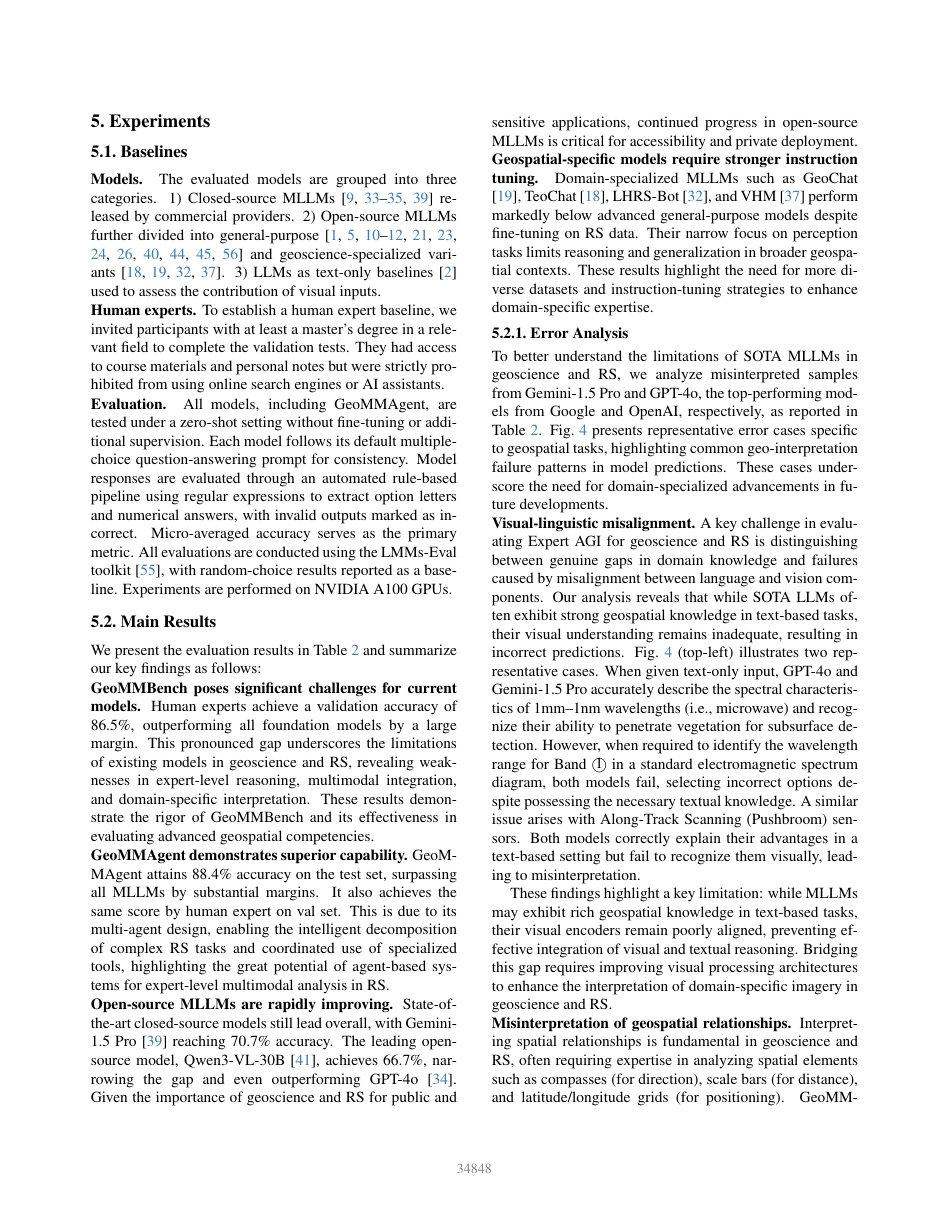 5. Experiments
5.1. Baselines
Models. The evaluated models are grouped into three
categories. 1) Closed-source MLLMs [9, 33–35, 39] re-
leased by commercial providers. 2) Open-source MLLMs
further divided into general-purpose [1, 5, 10–12, 21, 23,
24, 26, 40, 44, 45, 56] and geoscience-specialized vari-
ants [18, 19, 32, 37]. 3) LLMs as text-only baselines [2]
used to assess the contribution of visual inputs.
Human experts. To establish a human expert baseline, we
invited participants with at least a master's degree in a rele-
vant field to complete the validation tests. They had access
to course materials and personal notes but were strictly pro-
hibited from using online search engines or AI assistants.
Evaluation. All models, including GeoMMAgent, are
tested under a zero-shot setting without fine-tuning or addi-
tional supervision. Each model follows its default multiple-
choice question-answering prompt for consistency. Model
responses are evaluated through an automated rule-based
pipeline using regular expressions to extract option letters
and numerical answers, with invalid outputs marked as in-
correct. Micro-averaged accuracy serves as the primary
metric. All evaluations are conducted using the LMMs-Eval
toolkit [55], with random-choice results reported as a base-
line. Experiments are performed on NVIDIA A100 GPUs.
5.2. Main Results
We present the evaluation results in Table 2 and summarize
our key findings as follows:
GeoMMBench poses significant challenges for current
models. Human experts achieve a validation accuracy of
86.5%, outperforming all foundation models by a large
margin. This pronounced gap underscores the limitations
of existing models in geoscience and RS, revealing weak-
nesses in expert-level reasoning, multimodal integration,
and domain-specific interpretation. These results demon-
strate the rigor of GeoMMBench and its effectiveness in
evaluating advanced geospatial competencies.
GeoMMAgent demonstrates superior capability. GeoM-
MAgent attains 88.4% accuracy on the test set, surpassing
all MLLMs by substantial margins. It also achieves the
same score by human expert on val set. This is due to its
multi-agent design, enabling the intelligent decomposition
of complex RS tasks and coordinated use of specialized
tools, highlighting the great potential of agent-based sys-
tems for expert-level multimodal analysis in RS.
Open-source MLLMs are rapidly improving. State-of-
the-art closed-source models still lead overall, with Gemini-
1.5 Pro [39] reaching 70.7% accuracy. The leading open-
source model, Qwen3-VL-30B [41], achieves 66.7%, nar-
rowing the gap and even outperforming GPT-4o [34].
Given the importance of geoscience and RS for public and
sensitive applications, continued progress in open-source
MLLMs is critical for accessibility and private deployment.
Geospatial-specific models require stronger instruction
tuning. Domain-specialized MLLMs such as GeoChat
[19], TeoChat [18], LHRS-Bot [32], and VHM [37] perform
markedly below advanced general-purpose models despite
fine-tuning on RS data. Their narrow focus on perception
tasks limits reasoning and generalization in broader geospa-
tial contexts. These results highlight the need for more di-
verse datasets and instruction-tuning strategies to enhance
domain-specific expertise.
5.2.1. Error Analysis
To better understand the limitations of SOTA MLLMs in
geoscience and RS, we analyze misinterpreted samples
from Gemini-1.5 Pro and GPT-4o, the top-performing mod-
els from Google and OpenAI, respectively, as reported in
Table 2. Fig. 4 presents representative error cases specific
to geospatial tasks, highlighting common geo-interpretation
failure patterns in model predictions. These cases under-
score the need for domain-specialized advancements in fu-
ture developments.
Visual-linguistic misalignment. A key challenge in evalu-
ating Expert AGI for geoscience and RS is distinguishing
between genuine gaps in domain knowledge and failures
caused by misalignment between language and vision com-
ponents. Our analysis reveals that while SOTA LLMs of-
ten exhibit strong geospatial knowledge in text-based tasks,
their visual understanding remains inadequate, resulting in
incorrect predictions. Fig. 4 (top-left) illustrates two rep-
resentative cases. When given text-only input, GPT-4o and
Gemini-1.5 Pro accurately describe the spectral characteris-
tics of 1mm–1nm wavelengths (i.e., microwave) and recog-
nize their ability to penetrate vegetation for subsurface de-
tection. However, when required to identify the wavelength
range for Band Ⓘ in a standard electromagnetic spectrum
diagram, both models fail, selecting incorrect options de-
spite possessing the necessary textual knowledge. A similar
issue arises with Along-Track Scanning (Pushbroom) sen-
sors. Both models correctly explain their advantages in a
text-based setting but fail to recognize them visually, lead-
ing to misinterpretation.
These findings highlight a key limitation: while MLLMs
may exhibit rich geospatial knowledge in text-based tasks,
their visual encoders remain poorly aligned, preventing ef-
fective integration of visual and textual reasoning. Bridging
this gap requires improving visual processing architectures
to enhance the interpretation of domain-specific imagery in
geoscience and RS.
Misinterpretation of geospatial relationships. Interpret-
ing spatial relationships is fundamental in geoscience and
RS, often requiring expertise in analyzing spatial elements
such as compasses (for direction), scale bars (for distance),
and latitude/longitude grids (for positioning). GeoMM-
34848